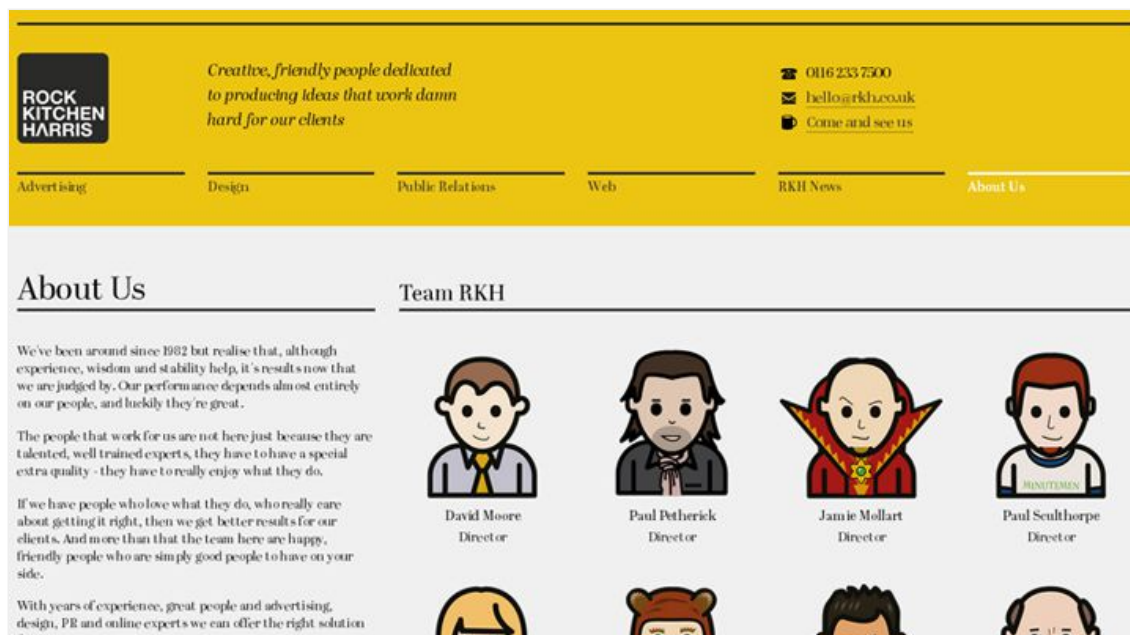 ROCK
KITCHEN
HARRIS
Creative, friendly people dedicated
to producing ideas that work damn
hard for our clients
0116 233 7500
hello@rkh.co.uk
Come and see us
Advertising
Design
Public Relations
Web
RKH News
About Us
About Us
We've been around since 1982 but realise that, although
experience, wisdom and stability help, it's results now that
we are judged by. Our performance depends almost entirely
on our people, and luckily they're great.
The people that work for us are not here just because they are
talented, well trained experts, they have to have a special
extra quality - they have to really enjoy what they do.
If we have people who love what they do, who really care
about getting it right, then we get better results for our
clients. And more than that the team here are happy,
friendly people who are simply good people to have on your
side.
With years of experience, great people and advertising,
design, PR and online experts we can offer the right solution
Team RKH
MINUTEMEN
David Moore
Director
Paul Petherick
Director
Jamie Mollart
Director
Paul Sculthorpe
Director